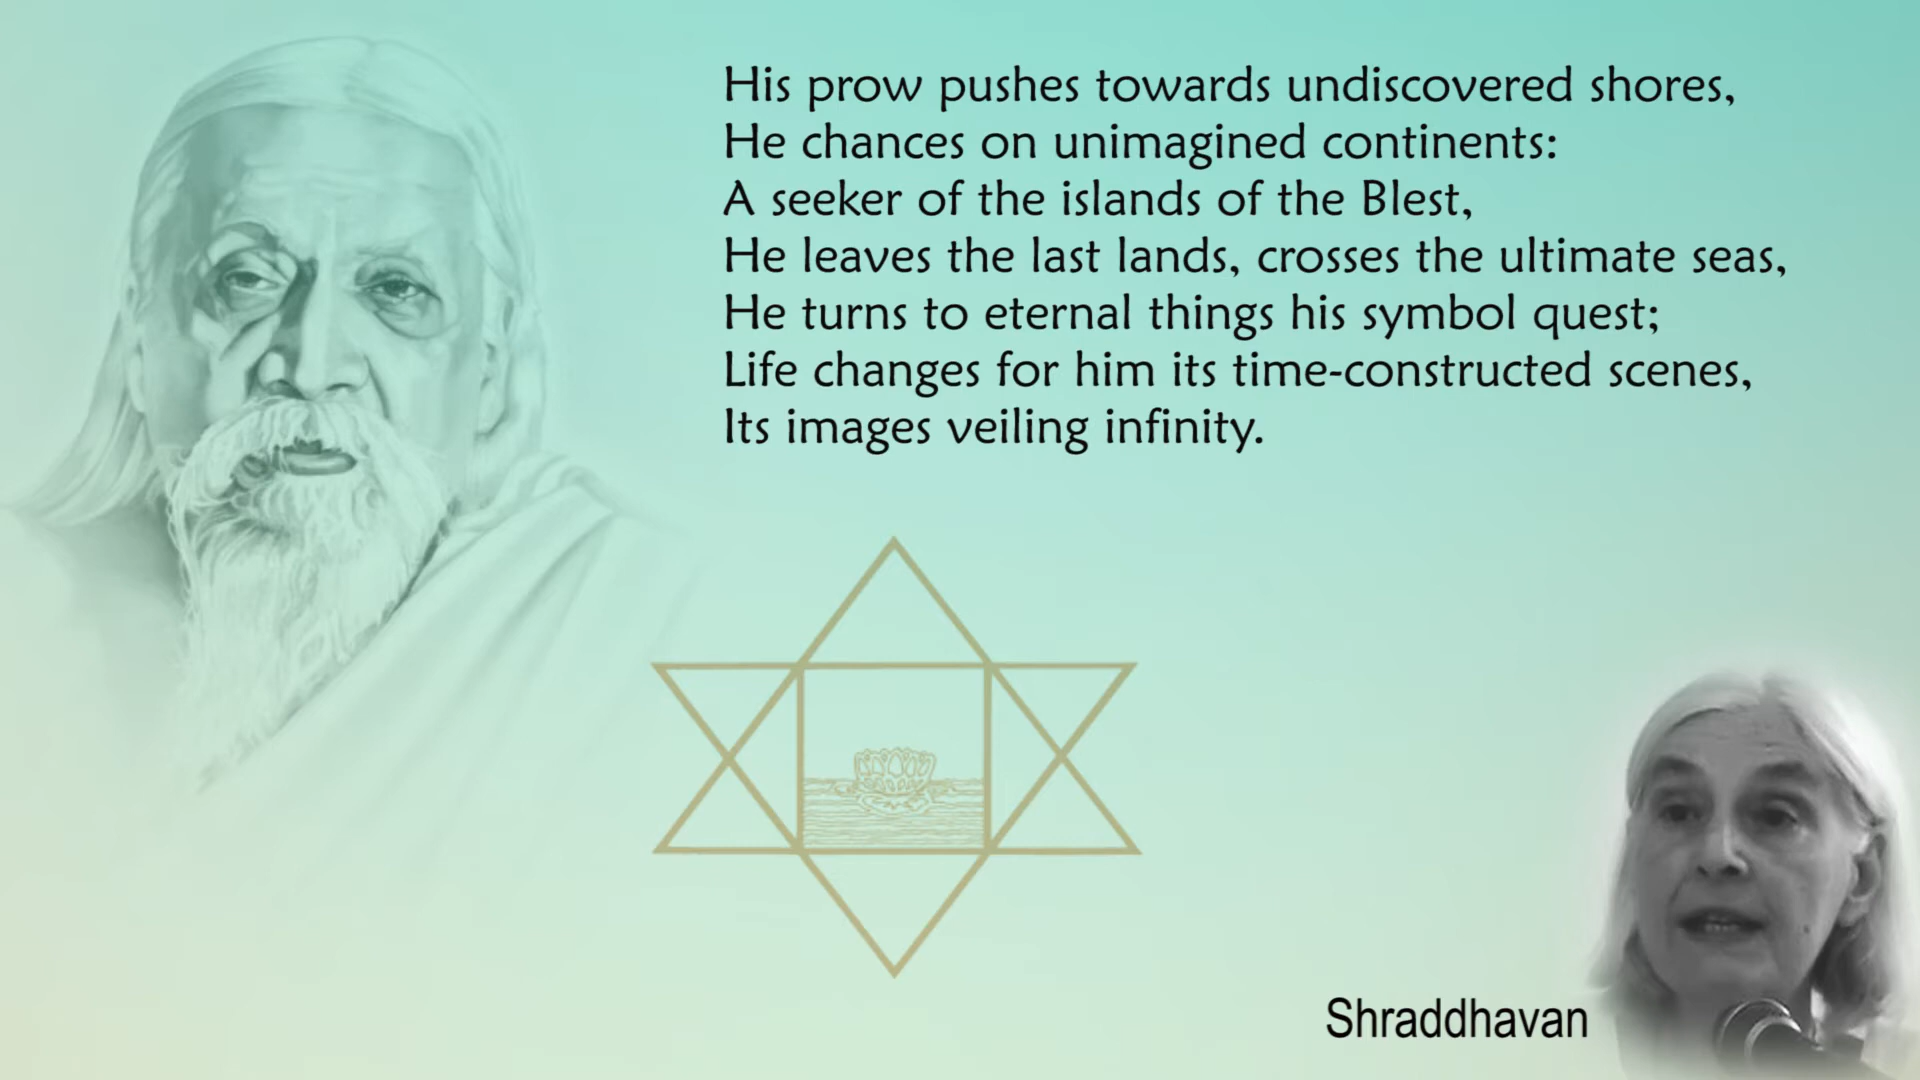 His prow pushes towards undiscovered shores,
He chances on unimagined continents:
A seeker of the islands of the Blest,
He leaves the last lands, crosses the ultimate seas,
He turns to eternal things his symbol quest;
Life changes for him its time-constructed scenes,
Its images veiling infinity.
Shraddhavan